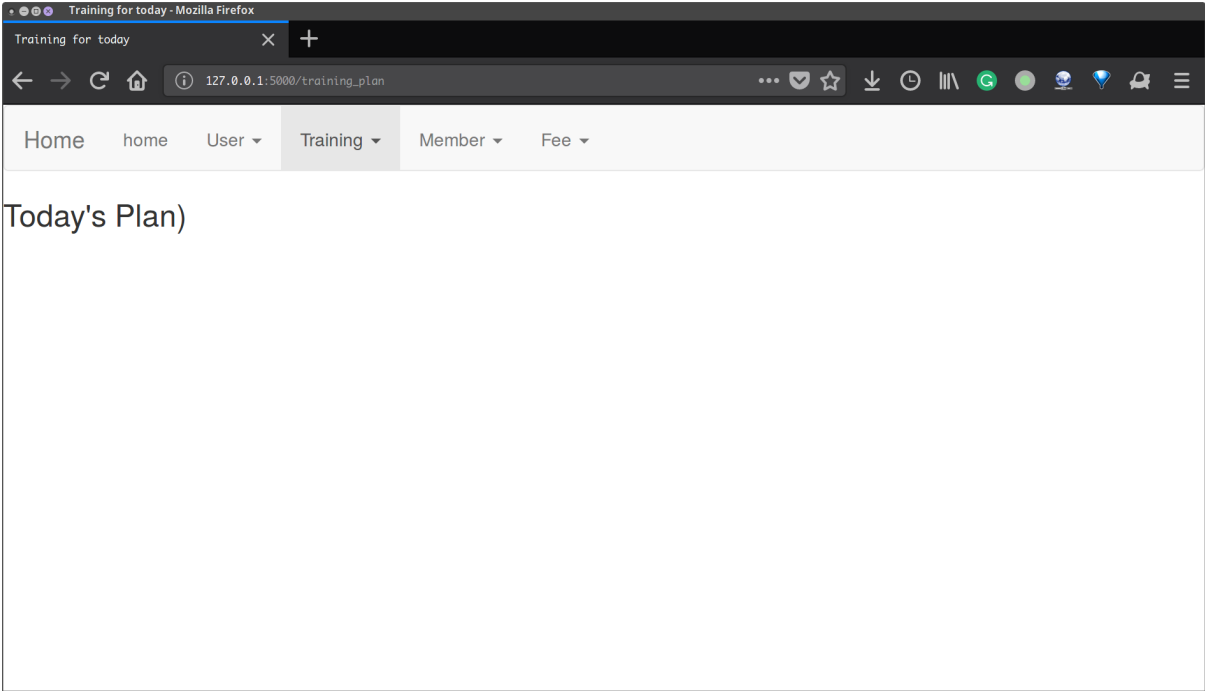 Training for today - Mozilla Firefox
Training for today
127.0.0.1:5000/training_plan
G
Home home User Training Member Fee
Today's Plan)